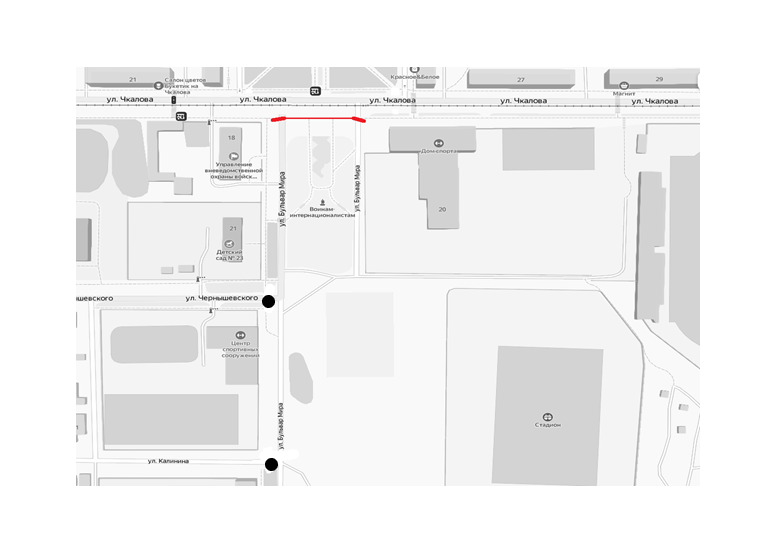 21
Салон цветов
Букетик на
Чкалова
Красное&Белое
27
Магнит
29
ул. Чкалова
ул. Чкалова
ул. Чкалова
ул. Чкалова
ул. Чкалова
18
Управление
вневедомственной
охраны войск...
Дом спорта
20
ул. Бульвар Мира
ул. Бульвар Мира
Воинам-
интернационалистам
21
Детский
сад № 23
ышевского
ул. Чернышевского
Центр
спортивных
сооружений
ул. Бульвар Мира
Стадион
ул. Калинина